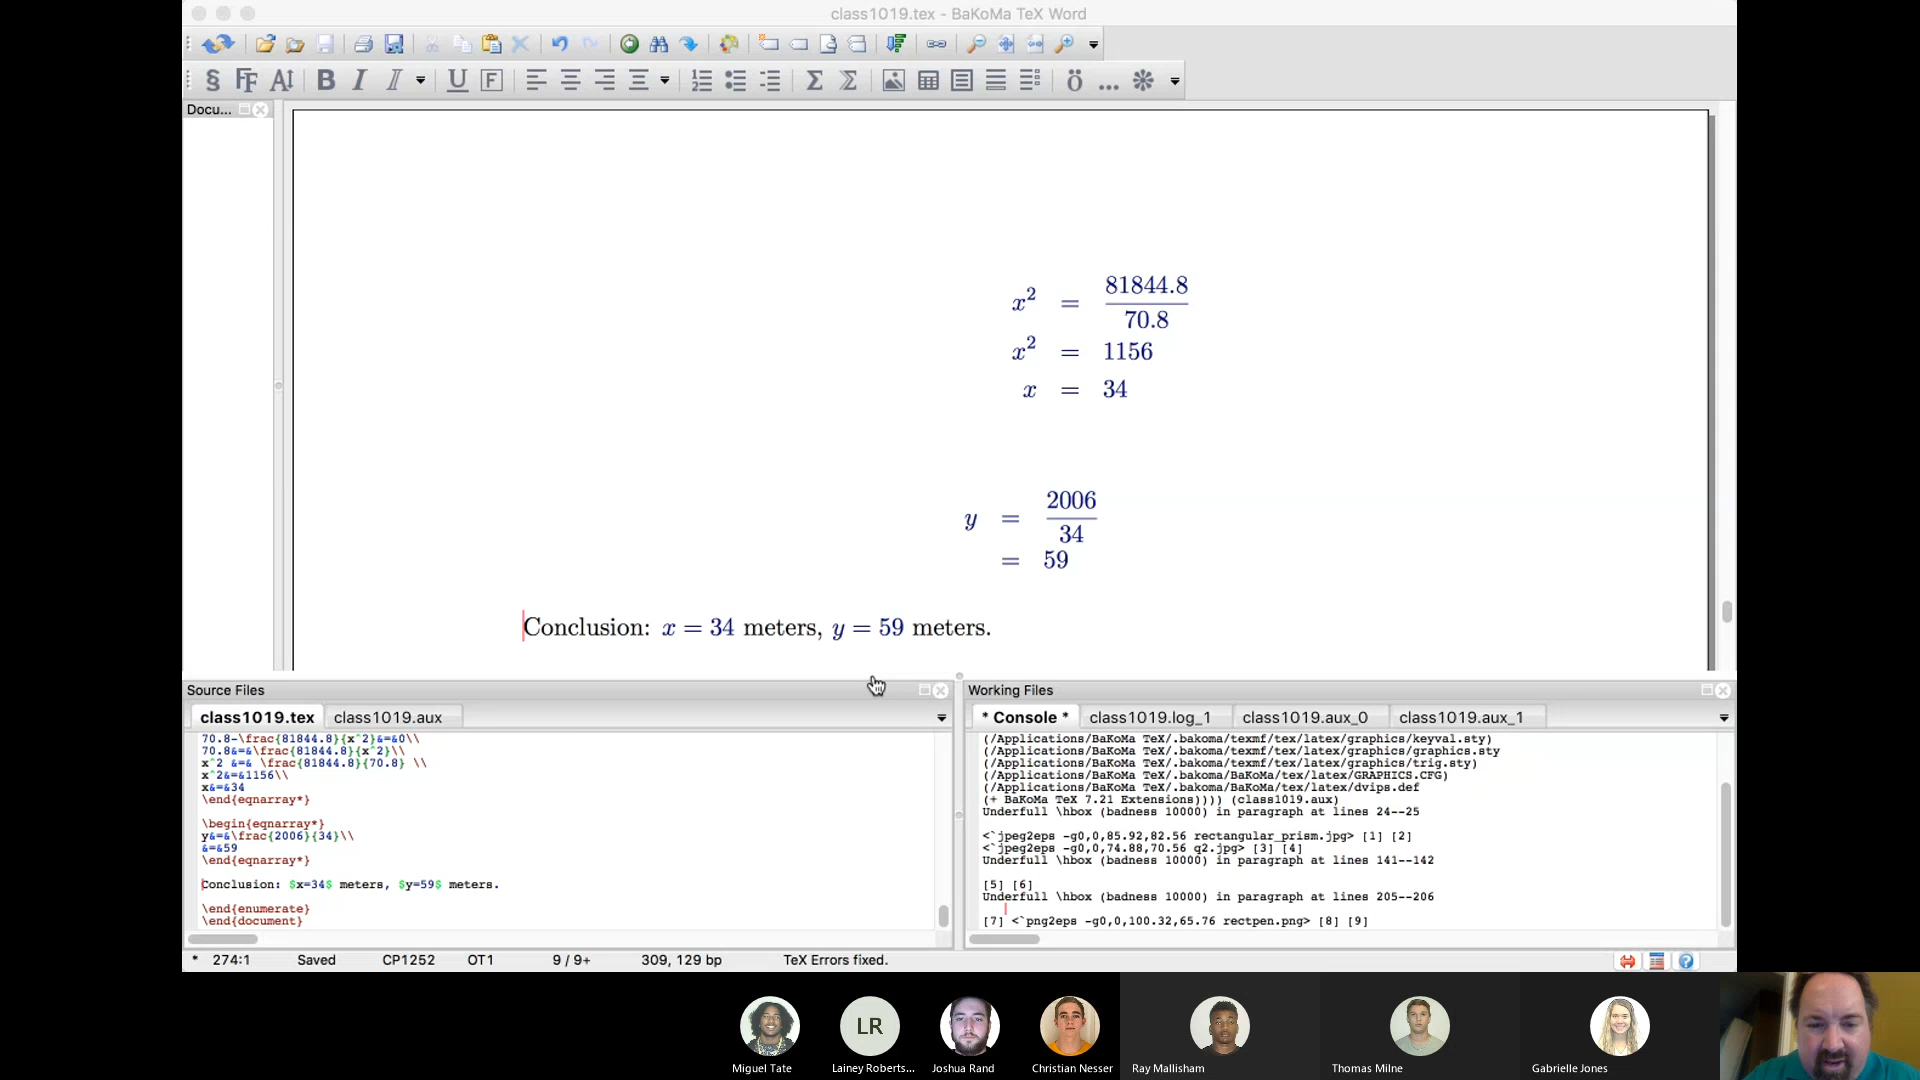 class1019.tex - BaKoMa TeX Word
Docu...
x² = 81844.8 / 70.8
x² = 1156
x = 34
y = 2006 / 34
= 59
Conclusion: x = 34 meters, y = 59 meters.
Source Files
class1019.tex class1019.aux
70.8-\frac{81844.8}{x^2}&=&0\\
70.8&=&\frac{81844.8}{x^2}\\
x^2 &=& \frac{81844.8}{70.8} \\
x^2&=&1156\\
x&=&34
\end{eqnarray*}
\begin{eqnarray*}
y&=&\frac{2006}{34}\\
&=&59
\end{eqnarray*}
Conclusion: $x=34$ meters, $y=59$ meters.
\end{enumerate}
\end{document}
Working Files
* Console * class1019.log_1 class1019.aux_0 class1019.aux_1
(/Applications/BaKoMa TeX/.bakoma/texmf/tex/latex/graphics/keyval.sty)
(/Applications/BaKoMa TeX/.bakoma/texmf/tex/latex/graphics/graphics.sty
(/Applications/BaKoMa TeX/.bakoma/texmf/tex/latex/graphics/trig.sty)
(/Applications/BaKoMa TeX/.bakoma/BaKoMa/tex/latex/GRAPHICS.CFG)
(/Applications/BaKoMa TeX/.bakoma/texmf/tex/latex/dvips.def
(+ BaKoMa TeX 7.21 Extensions)))) (class1019.aux)
Underfull \hbox (badness 10000) in paragraph at lines 24--25
<`jpeg2eps -g0,0,85.92,82.56 rectangular_prism.jpg> [1] [2]
<`jpeg2eps -g0,0,74.88,70.56 q2.jpg> [3] [4]
Underfull \hbox (badness 10000) in paragraph at lines 141--142
[5] [6]
Underfull \hbox (badness 10000) in paragraph at lines 205--206
[7] <`png2eps -g0,0,100.32,65.76 rectpen.png> [8] [9]
* 274:1 Saved CP1252 OT1 9 / 9+ 309, 129 bp TeX Errors fixed.
LR
Miguel Tate
Lainey Roberts...
Joshua Rand
Christian Nesser
Ray Mallisham
Thomas Milne
Gabrielle Jones